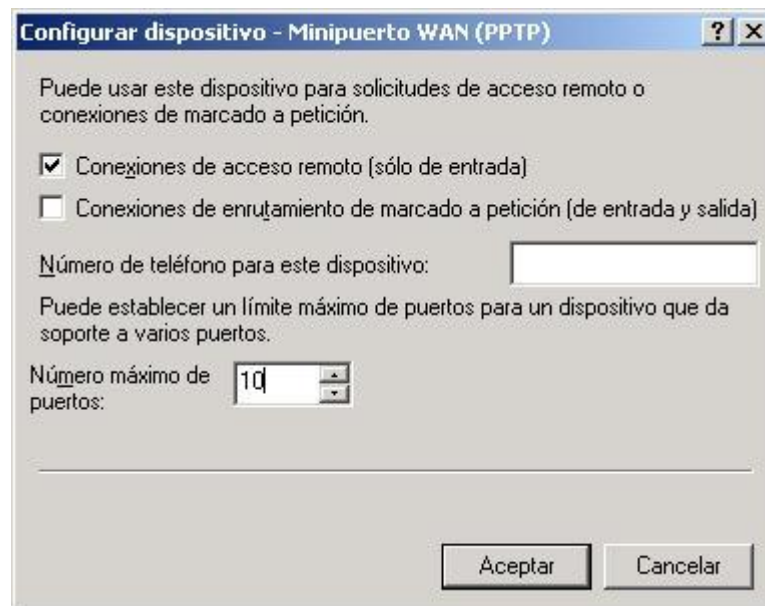 Configurar dispositivo - Minipuerto WAN (PPTP)
Puede usar este dispositivo para solicitudes de acceso remoto o
conexiones de marcado a petición.
Conexiones de acceso remoto (sólo de entrada)
Conexiones de enrutamiento de marcado a petición (de entrada y salida)
Número de teléfono para este dispositivo:
Puede establecer un límite máximo de puertos para un dispositivo que da
soporte a varios puertos.
Número máximo de
puertos:
10
Aceptar
Cancelar